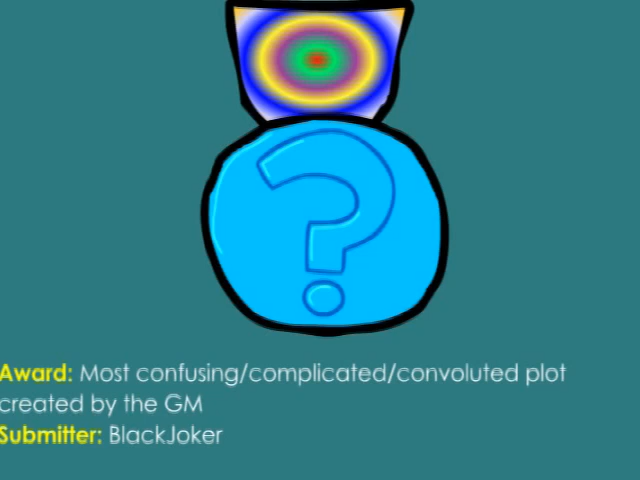 ?
Award: Most confusing/complicated/convoluted plot
created by the GM
Submitter: BlackJoker